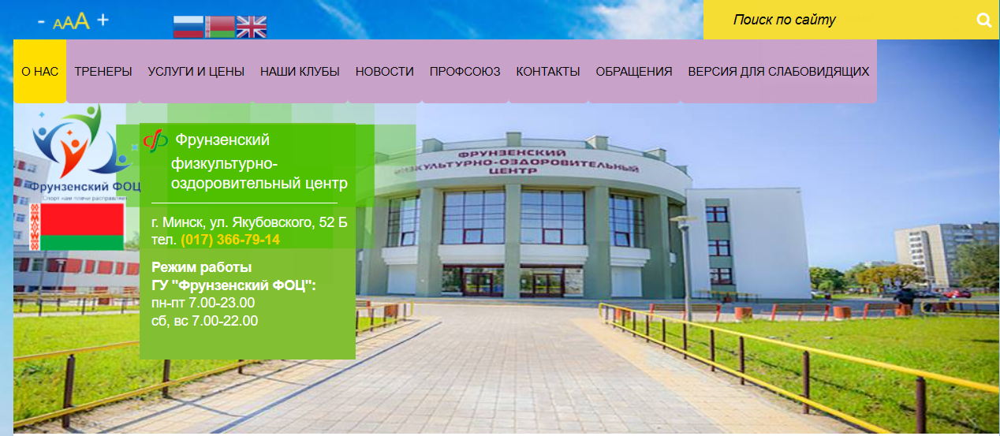 - AAA +
Поиск по сайту
О НАС ТРЕНЕРЫ УСЛУГИ И ЦЕНЫ НАШИ КЛУБЫ НОВОСТИ ПРОФСОЮЗ КОНТАКТЫ ОБРАЩЕНИЯ ВЕРСИЯ ДЛЯ СЛАБОВИДЯЩИХ
Фрунзенский ФОЦ
Спорт нам плечи расправляет
Фрунзенский
физкультурно-
оздоровительный центр
г. Минск, ул. Якубовского, 52 Б
тел. (017) 366-79-14
Режим работы
ГУ "Фрунзенский ФОЦ":
пн-пт 7.00-23.00
сб, вс 7.00-22.00
ФРУНЗЕНСКИЙ
ФИЗКУЛЬТУРНО-ОЗДОРОВИТЕЛЬНЫЙ
ЦЕНТР